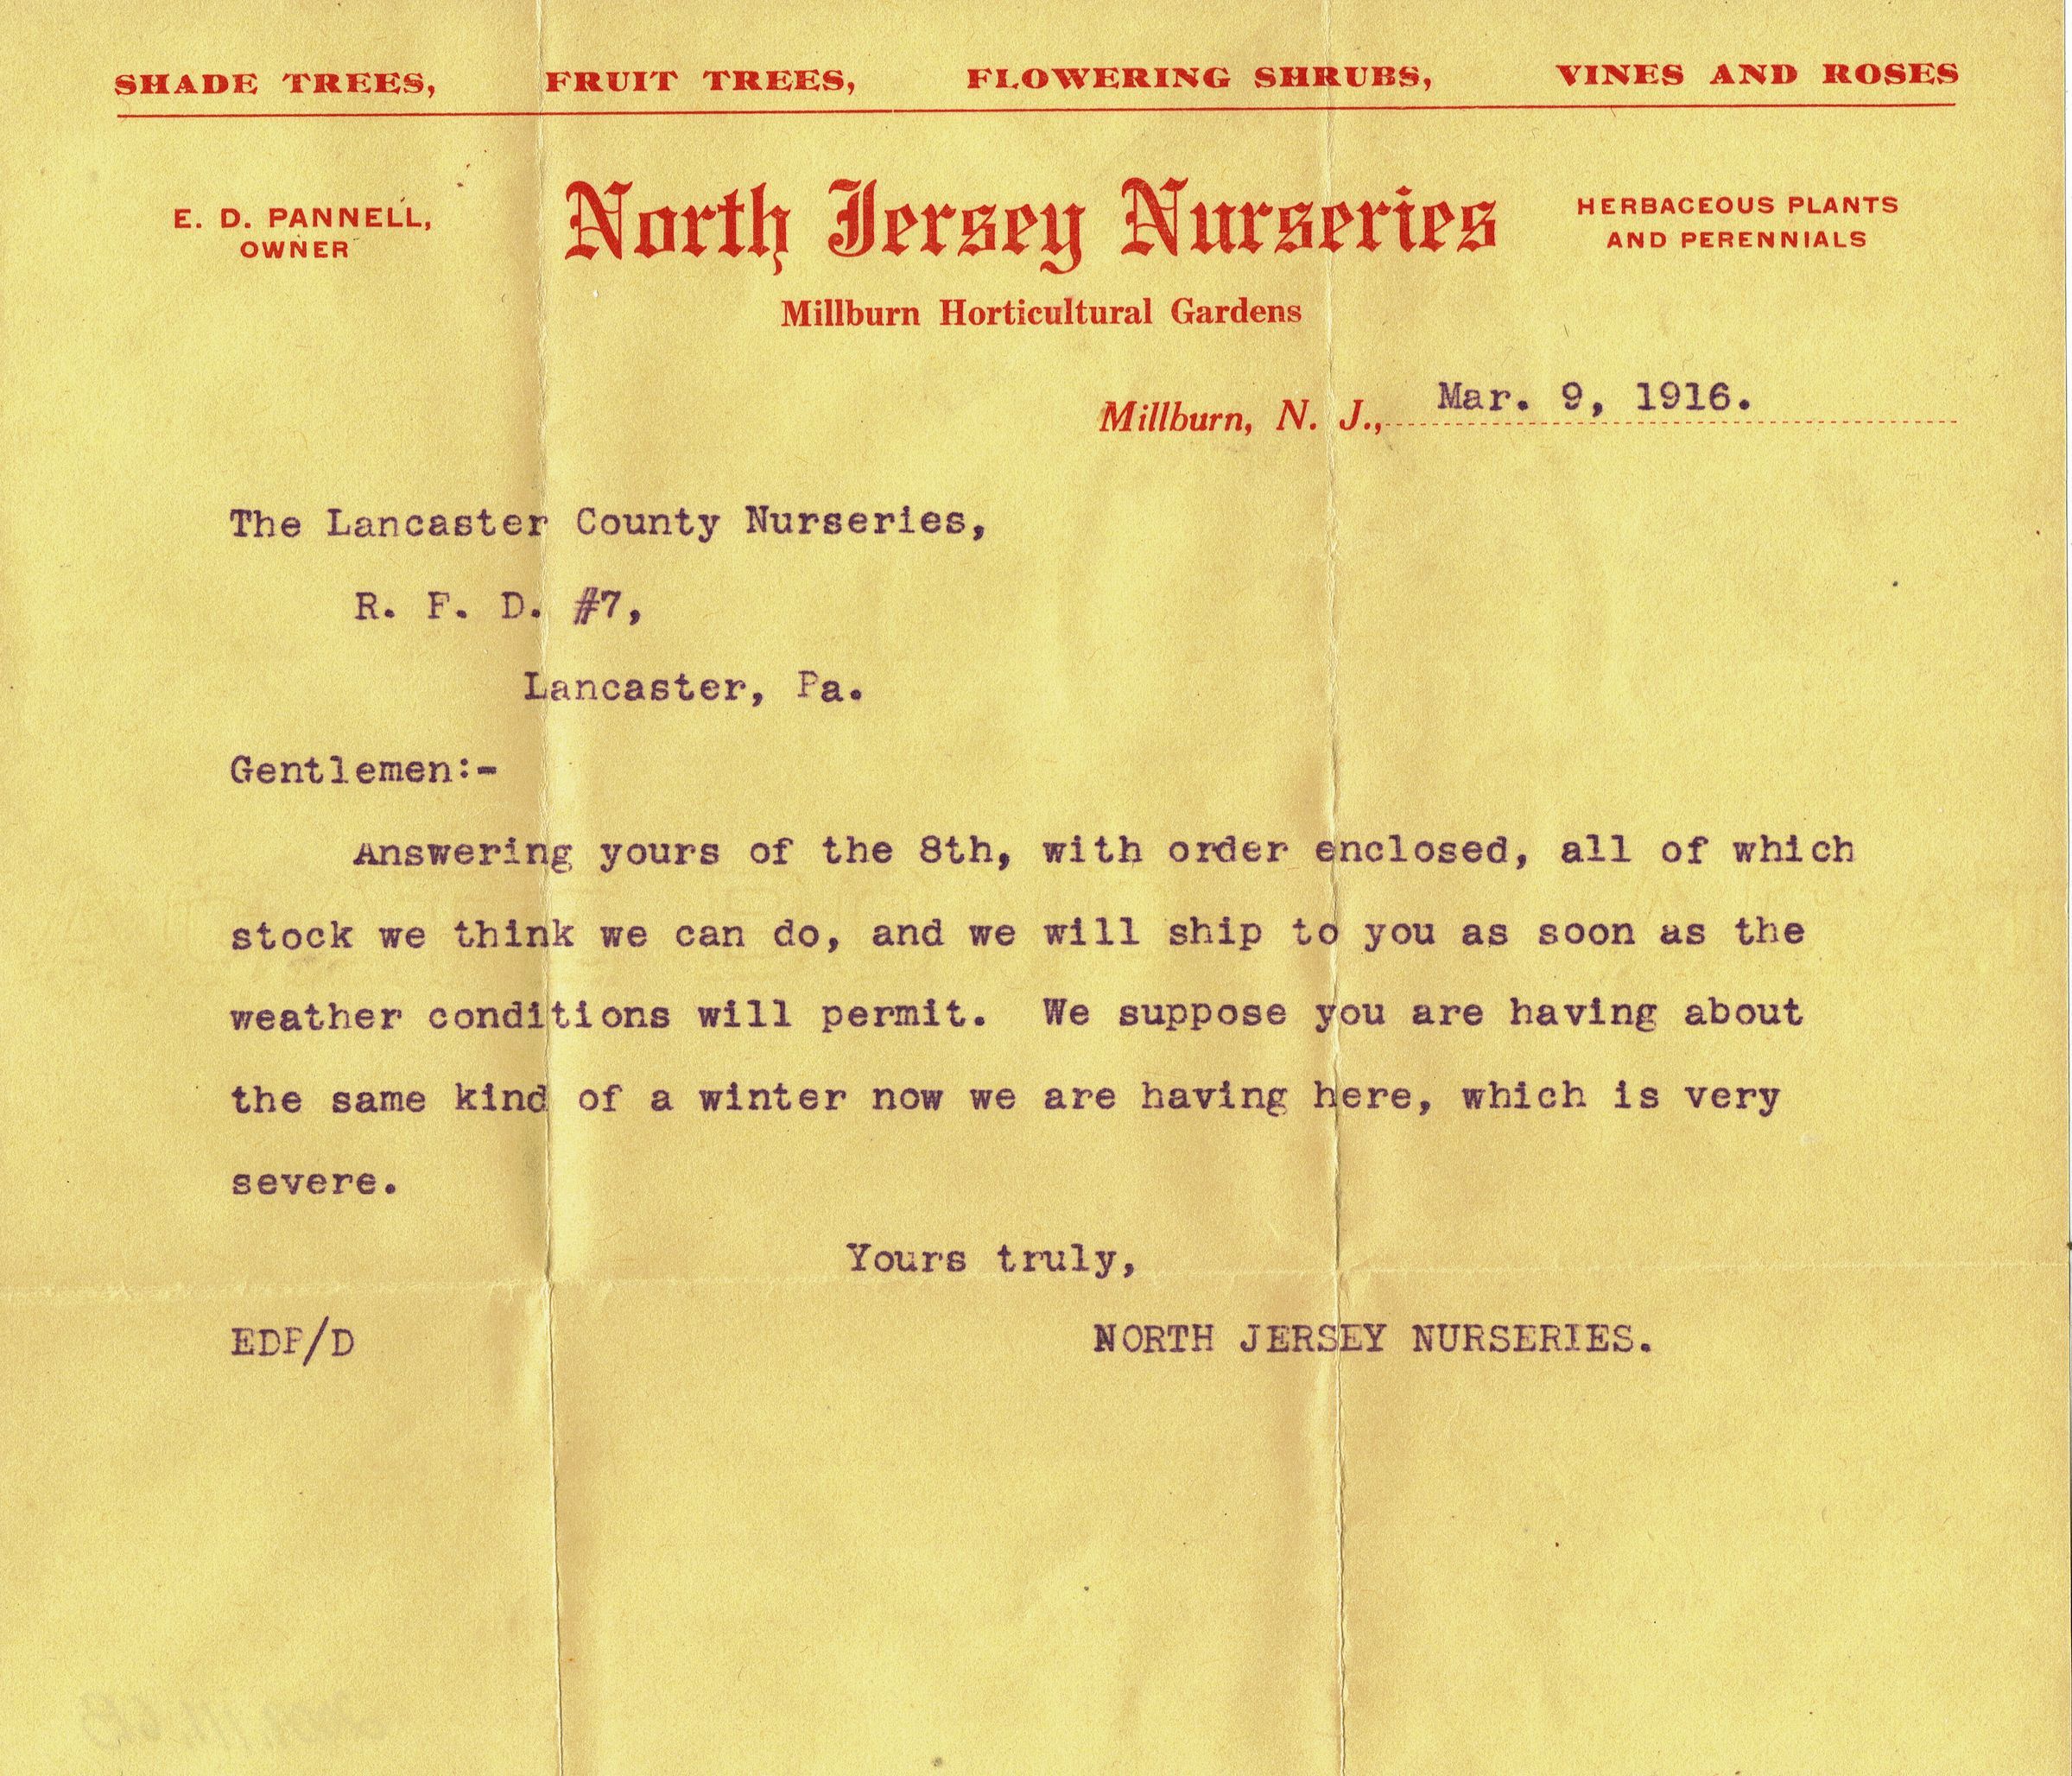 SHADE TREES, FRUIT TREES, FLOWERING SHRUBS, VINES AND ROSES
E. D. PANNELL,
OWNER
North Jersey Nurseries
HERBACEOUS PLANTS
AND PERENNIALS
Millburn Horticultural Gardens
Millburn, N. J., Mar. 9, 1916.
The Lancaster County Nurseries,
R. F. D. #7,
Lancaster, Pa.
Gentlemen:-
Answering yours of the 8th, with order enclosed, all of which
stock we think we can do, and we will ship to you as soon as the
weather conditions will permit. We suppose you are having about
the same kind of a winter now we are having here, which is very
severe.
Yours truly,
EDP/D NORTH JERSEY NURSERIES.